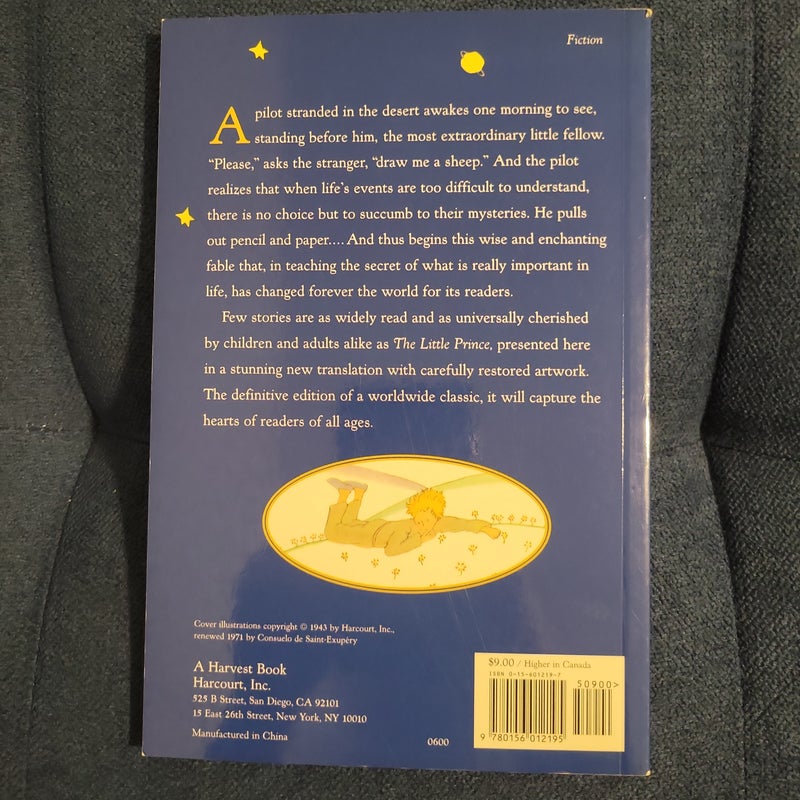 Fiction
A pilot stranded in the desert awakes one morning to see,
standing before him, the most extraordinary little fellow.
“Please,” asks the stranger, “draw me a sheep.” And the pilot
realizes that when life’s events are too difficult to understand,
there is no choice but to succumb to their mysteries. He pulls
out pencil and paper.... And thus begins this wise and enchanting
fable that, in teaching the secret of what is really important in
life, has changed forever the world for its readers.
Few stories are as widely read and as universally cherished
by children and adults alike as The Little Prince, presented here
in a stunning new translation with carefully restored artwork.
The definitive edition of a worldwide classic, it will capture the
hearts of readers of all ages.
Cover illustrations copyright © 1943 by Harcourt, Inc.,
renewed 1971 by Consuelo de Saint-Exupéry
A Harvest Book
Harcourt, Inc.
525 B Street, San Diego, CA 92101
15 East 26th Street, New York, NY 10010
Manufactured in China
0600
$9.00 / Higher in Canada
ISBN 0-15-601219-7
50900>
9 780156 012195